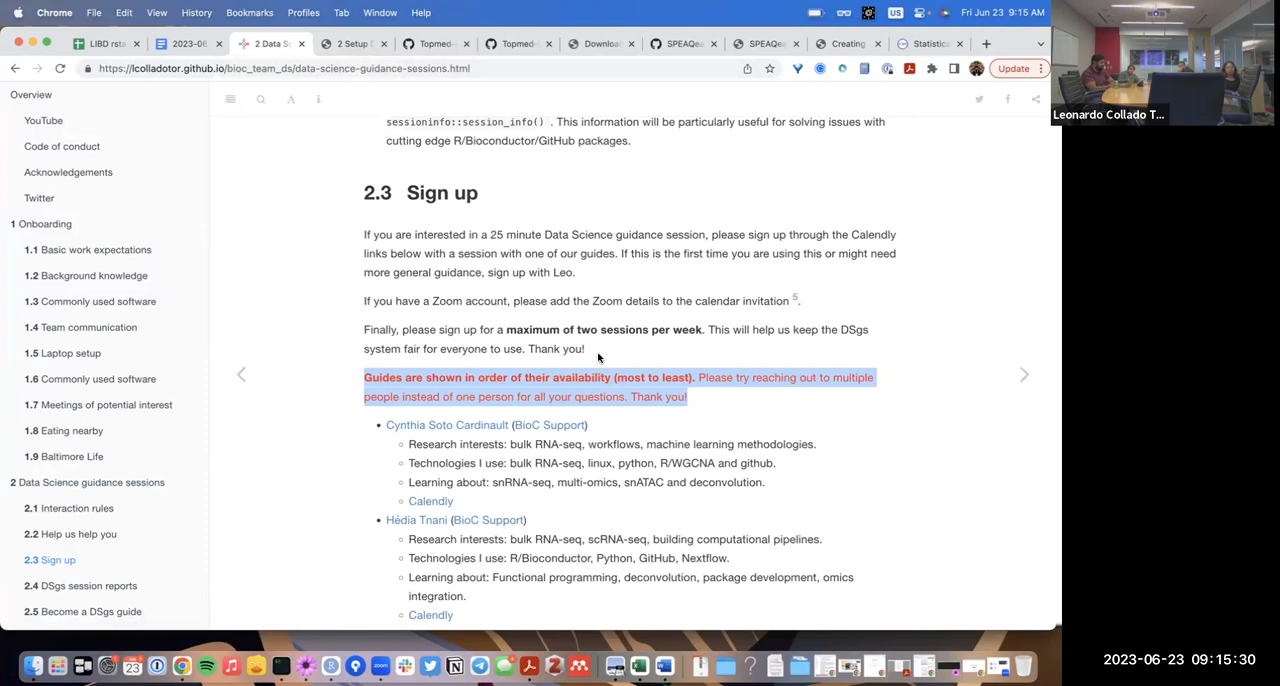 Chrome File Edit View History Bookmarks Profiles Tab Window Help US Fri Jun 23 9:15 AM
LIBD rsta 2023-06 2 Data Sc 2 Setup D Topmed- Topmed- Downloa SPEAQea SPEAQea Creating Statistica
https://lcolladotor.github.io/bioc_team_ds/data-science-guidance-sessions.html Update
Leonardo Collado T...
Overview
YouTube
Code of conduct
Acknowledgements
Twitter
1 Onboarding
1.1 Basic work expectations
1.2 Background knowledge
1.3 Commonly used software
1.4 Team communication
1.5 Laptop setup
1.6 Commonly used software
1.7 Meetings of potential interest
1.8 Eating nearby
1.9 Baltimore Life
2 Data Science guidance sessions
2.1 Interaction rules
2.2 Help us help you
2.3 Sign up
2.4 DSgs session reports
2.5 Become a DSgs guide
sessioninfo::session_info() . This information will be particularly useful for solving issues with
cutting edge R/Bioconductor/GitHub packages.
2.3 Sign up
If you are interested in a 25 minute Data Science guidance session, please sign up through the Calendly
links below with a session with one of our guides. If this is the first time you are using this or might need
more general guidance, sign up with Leo.
If you have a Zoom account, please add the Zoom details to the calendar invitation 5.
Finally, please sign up for a maximum of two sessions per week. This will help us keep the DSgs
system fair for everyone to use. Thank you!
Guides are shown in order of their availability (most to least). Please try reaching out to multiple
people instead of one person for all your questions. Thank you!
• Cynthia Soto Cardinault (BioC Support)
○ Research interests: bulk RNA-seq, workflows, machine learning methodologies.
○ Technologies I use: bulk RNA-seq, linux, python, R/WGCNA and github.
○ Learning about: snRNA-seq, multi-omics, snATAC and deconvolution.
○ Calendly
• Hédia Tnani (BioC Support)
○ Research interests: bulk RNA-seq, scRNA-seq, building computational pipelines.
○ Technologies I use: R/Bioconductor, Python, GitHub, Nextflow.
○ Learning about: Functional programming, deconvolution, package development, omics
integration.
○ Calendly
2023-06-23 09:15:30